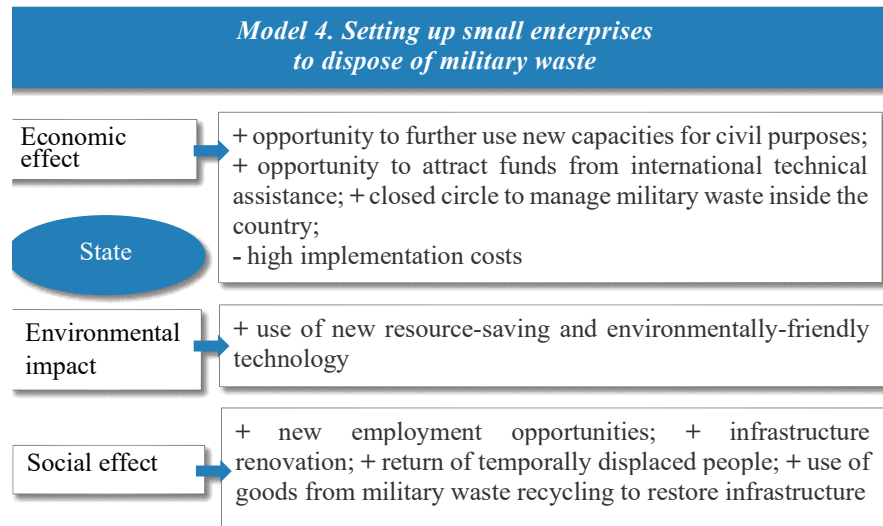 Model 4. Setting up small enterprises
to dispose of military waste
Economic
effect
+ opportunity to further use new capacities for civil purposes;
+ opportunity to attract funds from international technical
assistance; + closed circle to manage military waste inside the
country;
- high implementation costs
State
Environmental
impact
+ use of new resource-saving and environmentally-friendly
technology
Social effect
+ new employment opportunities; + infrastructure
renovation; + return of temporally displaced people; + use of
goods from military waste recycling to restore infrastructure